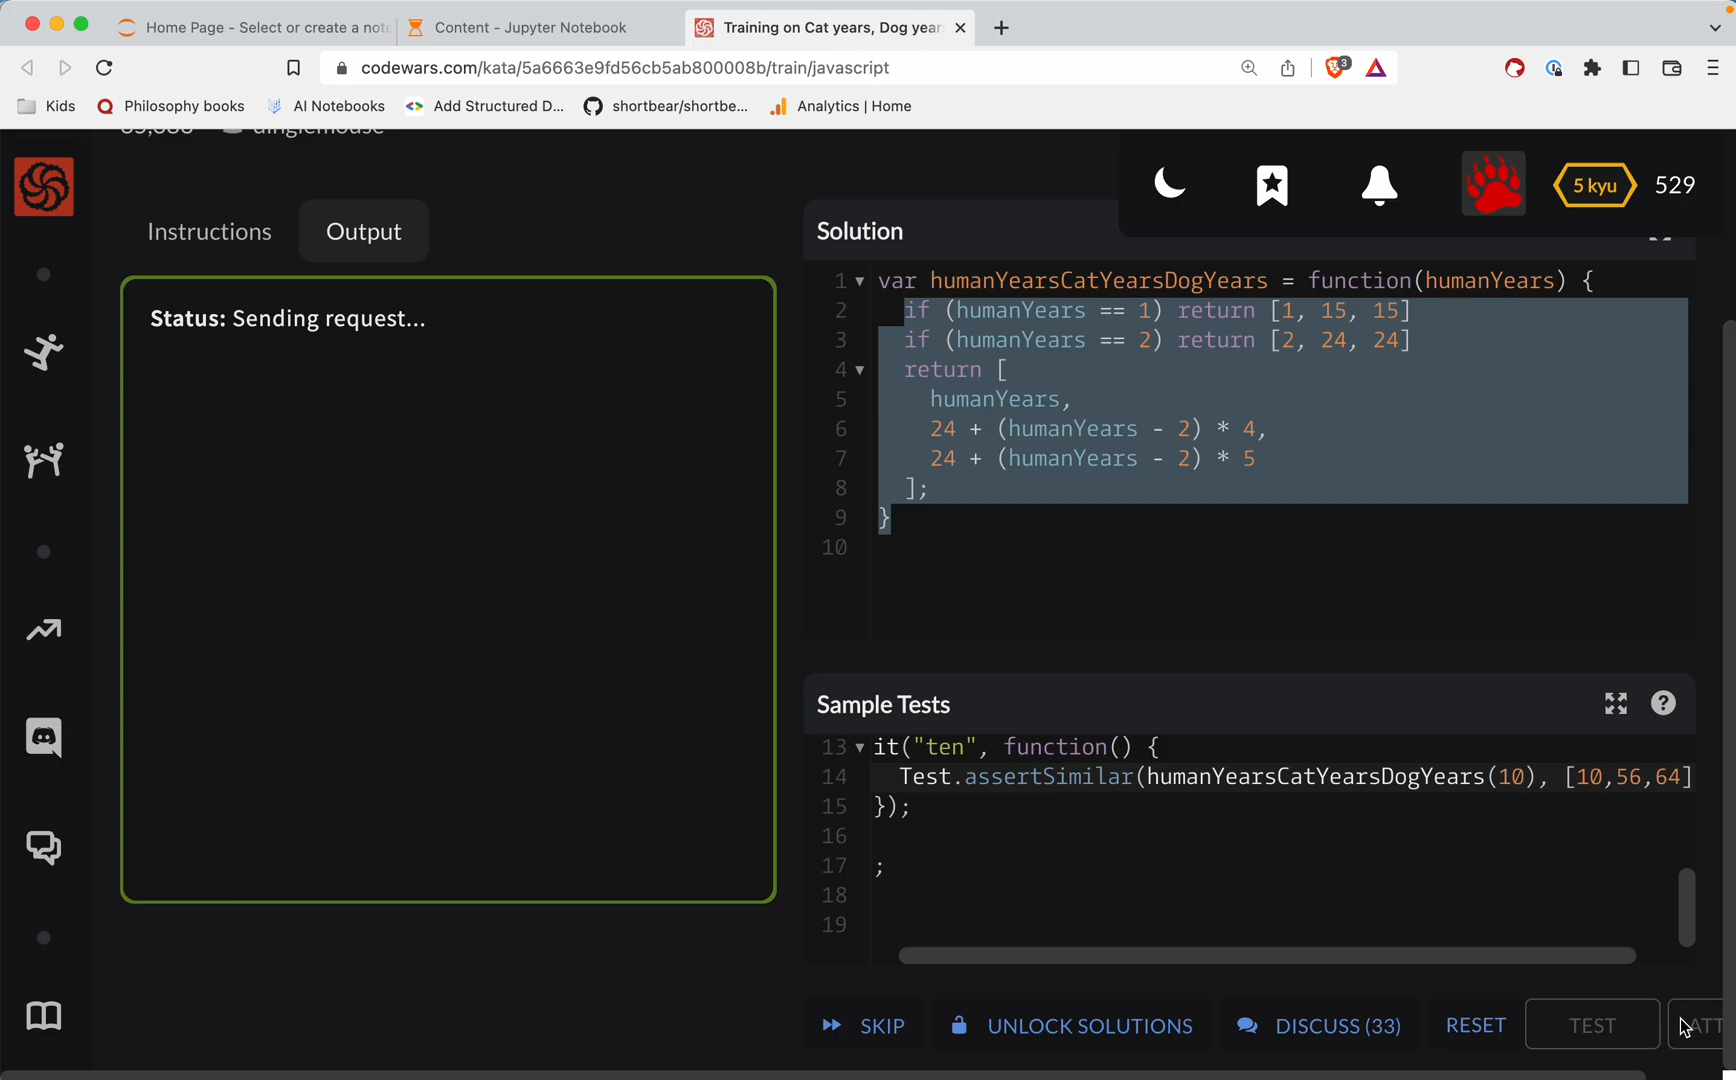 Home Page - Select or create a note
Content - Jupyter Notebook
Training on Cat years, Dog year
codewars.com/kata/5a6663e9fd56cb5ab800008b/train/javascript
3
Kids
Philosophy books
AI Notebooks
Add Structured D...
shortbear/shortbe...
Analytics | Home
dinglemouse
5 kyu
529
Instructions
Output
Status: Sending request...
Solution
1 var humanYearsCatYearsDogYears = function(humanYears) {
2 if (humanYears == 1) return [1, 15, 15]
3 if (humanYears == 2) return [2, 24, 24]
4 return [
5 humanYears,
6 24 + (humanYears - 2) * 4,
7 24 + (humanYears - 2) * 5
8 ];
9 }
10
Sample Tests
?
13 it("ten", function() {
14 Test.assertSimilar(humanYearsCatYearsDogYears(10), [10,56,64]
15 });
16
17 ;
18
19
SKIP
UNLOCK SOLUTIONS
DISCUSS (33)
RESET
TEST
ATT